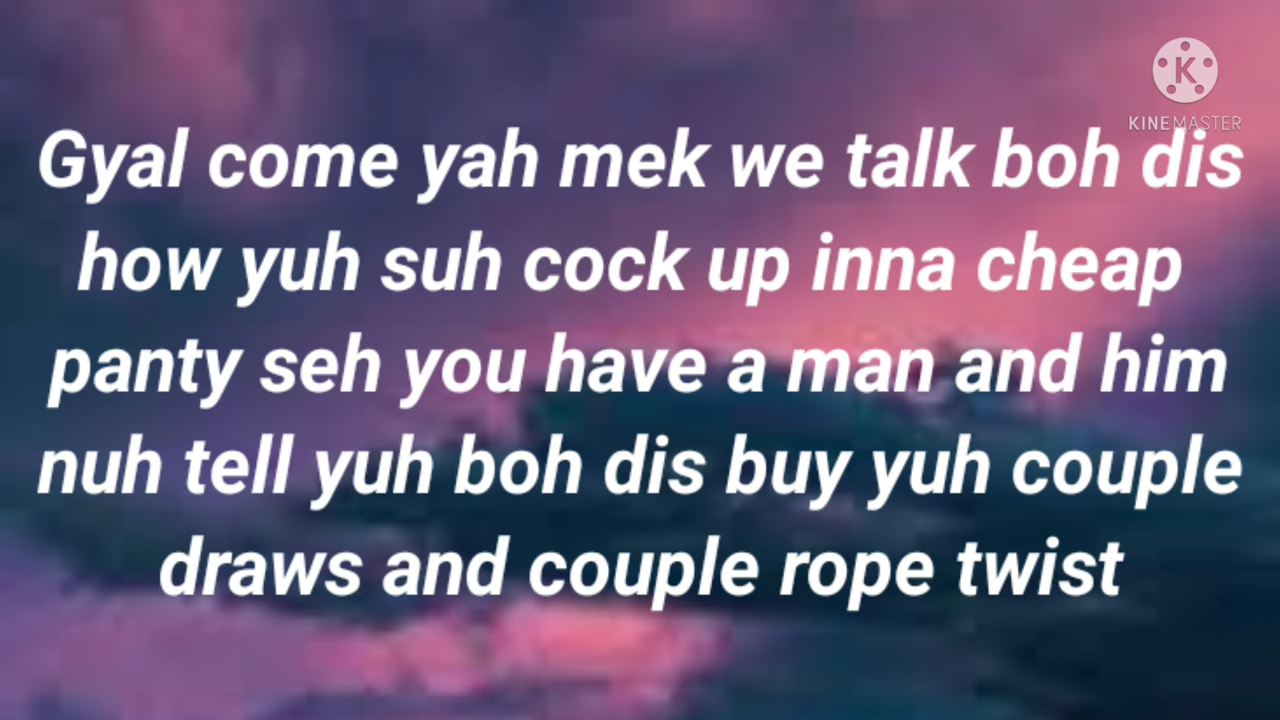 KINEMASTER
Gyal come yah mek we talk boh dis
how yuh suh cock up inna cheap
panty seh you have a man and him
nuh tell yuh boh dis buy yuh couple
draws and couple rope twist